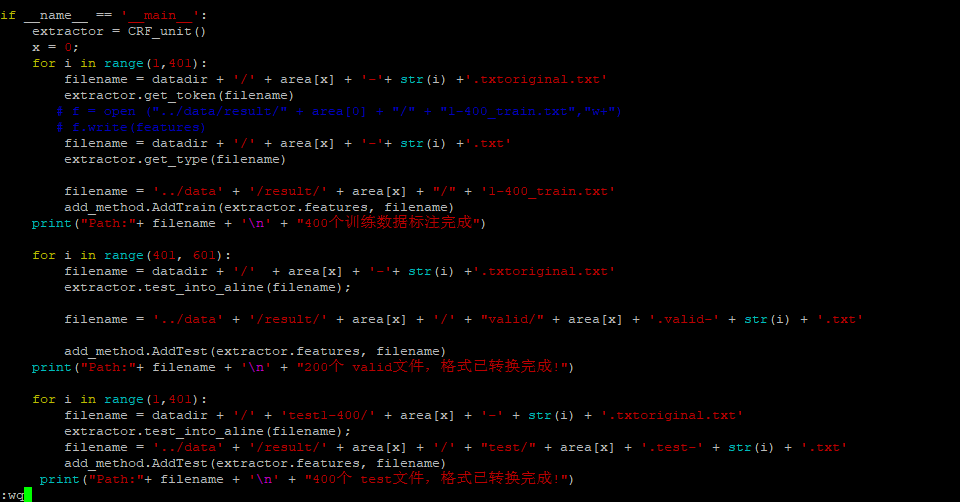 if __name__ == '__main__':
    extractor = CRF_unit()
    x = 0;
    for i in range(1,401):
        filename = datadir + '/' + area[x] + '-'+ str(i) +'.txtoriginal.txt'
        extractor.get_token(filename)
       # f = open ("../data/result/" + area[0] + "/" + "1-400_train.txt","w+")
       # f.write(features)
        filename = datadir + '/' + area[x] + '-'+ str(i) +'.txt'
        extractor.get_type(filename)

        filename = '../data' + '/result/' + area[x] + "/" + '1-400_train.txt'
        add_method.AddTrain(extractor.features, filename)
    print("Path:"+ filename + '\n' + "400个训练数据标注完成")

    for i in range(401, 601):
        filename = datadir + '/'  + area[x] + '-'+ str(i) +'.txtoriginal.txt'
        extractor.test_into_aline(filename);

        filename = '../data' + '/result/' + area[x] + '/' + "valid/" + area[x] + '.valid-' + str(i) + '.txt'

        add_method.AddTest(extractor.features, filename)
    print("Path:"+ filename + '\n' + "200个 valid文件，格式已转换完成!")

    for i in range(1,401):
        filename = datadir + '/' + 'test1-400/' + area[x] + '-' + str(i) + '.txtoriginal.txt'
        extractor.test_into_aline(filename);
        filename = '../data' + '/result/' + area[x] + '/' + "test/" + area[x] + '.test-' + str(i) + '.txt'
        add_method.AddTest(extractor.features, filename)
     print("Path:"+ filename + '\n' + "400个 test文件，格式已转换完成!")
:wq